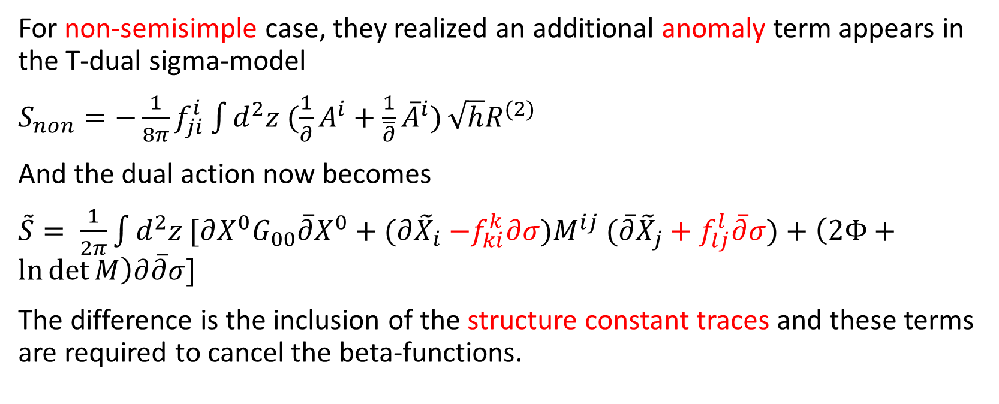 For non-semisimple case, they realized an additional anomaly term appears in
the T-dual sigma-model
$S_{non} = -\frac{1}{8\pi} f^{i}_{ji} \int d^2z \, (\frac{1}{\partial} A^i + \frac{1}{\bar{\partial}} \bar{A}^i) \sqrt{h} R^{(2)}$
And the dual action now becomes
$\tilde{S} = \frac{1}{2\pi} \int d^2z \, [\partial X^0 G_{00} \bar{\partial} X^0 + (\partial \tilde{X}_i - f^{k}_{ki} \partial \sigma) M^{ij} (\bar{\partial} \tilde{X}_j + f^{l}_{lj} \bar{\partial} \sigma) + (2\Phi +$
$\ln \det M) \partial \bar{\partial} \sigma]$
The difference is the inclusion of the structure constant traces and these terms
are required to cancel the beta-functions.